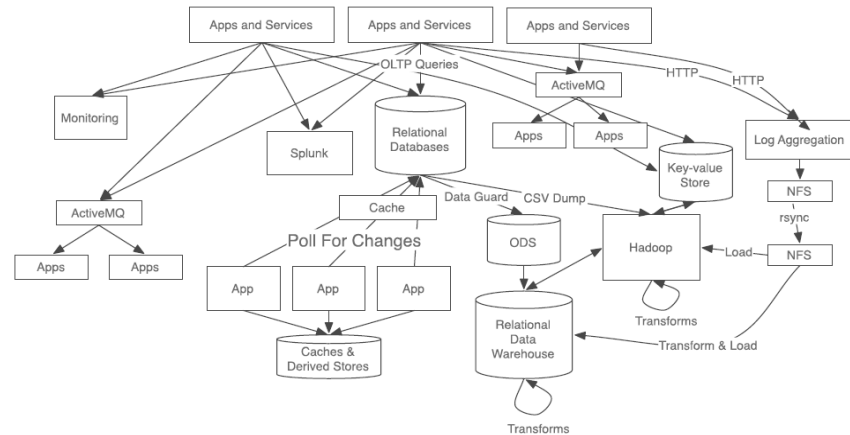 Apps and Services
Apps and Services
Apps and Services
OLTP Queries
HTTP
HTTP
ActiveMQ
Monitoring
Splunk
Relational
Databases
Apps
Apps
Log Aggregation
Key-value
Store
NFS
rsync
NFS
ActiveMQ
Apps
Apps
Cache
Data Guard
CSV Dump
Poll For Changes
ODS
Hadoop
Load
App
App
App
Transforms
Caches &
Derived Stores
Relational
Data
Warehouse
Transform & Load
Transforms